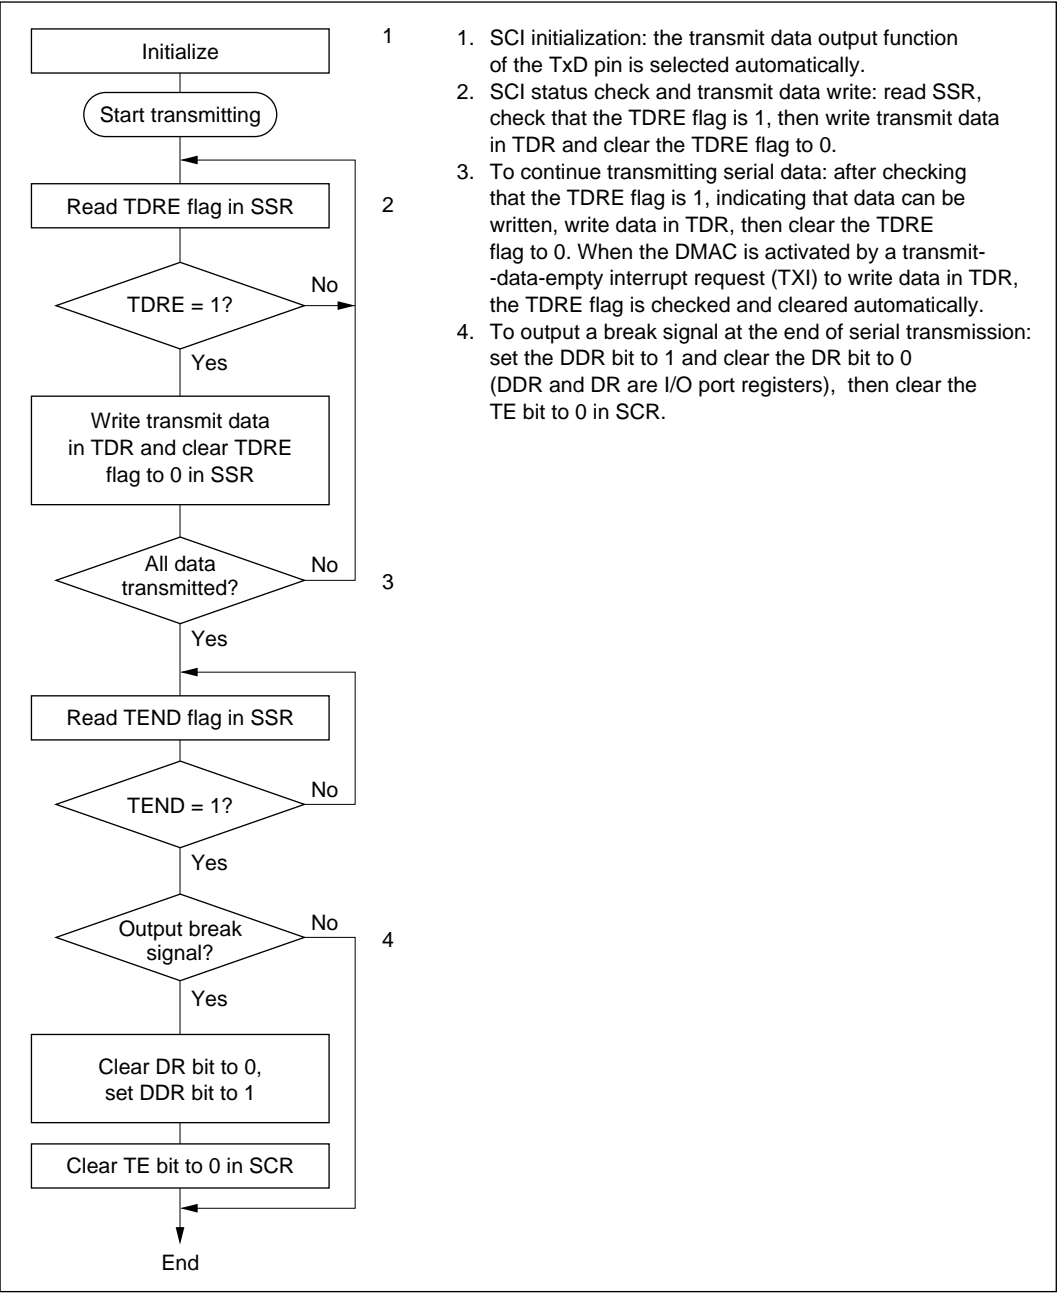 Initialize
1
Start transmitting
Read TDRE flag in SSR
2
TDRE = 1?
No
Yes
Write transmit data
in TDR and clear TDRE
flag to 0 in SSR
All data
transmitted?
No
3
Yes
Read TEND flag in SSR
TEND = 1?
No
Yes
Output break
signal?
No
4
Yes
Clear DR bit to 0,
set DDR bit to 1
Clear TE bit to 0 in SCR
End
1. SCI initialization: the transmit data output function
of the TxD pin is selected automatically.
2. SCI status check and transmit data write: read SSR,
check that the TDRE flag is 1, then write transmit data
in TDR and clear the TDRE flag to 0.
3. To continue transmitting serial data: after checking
that the TDRE flag is 1, indicating that data can be
written, write data in TDR, then clear the TDRE
flag to 0. When the DMAC is activated by a transmit-
-data-empty interrupt request (TXI) to write data in TDR,
the TDRE flag is checked and cleared automatically.
4. To output a break signal at the end of serial transmission:
set the DDR bit to 1 and clear the DR bit to 0
(DDR and DR are I/O port registers), then clear the
TE bit to 0 in SCR.